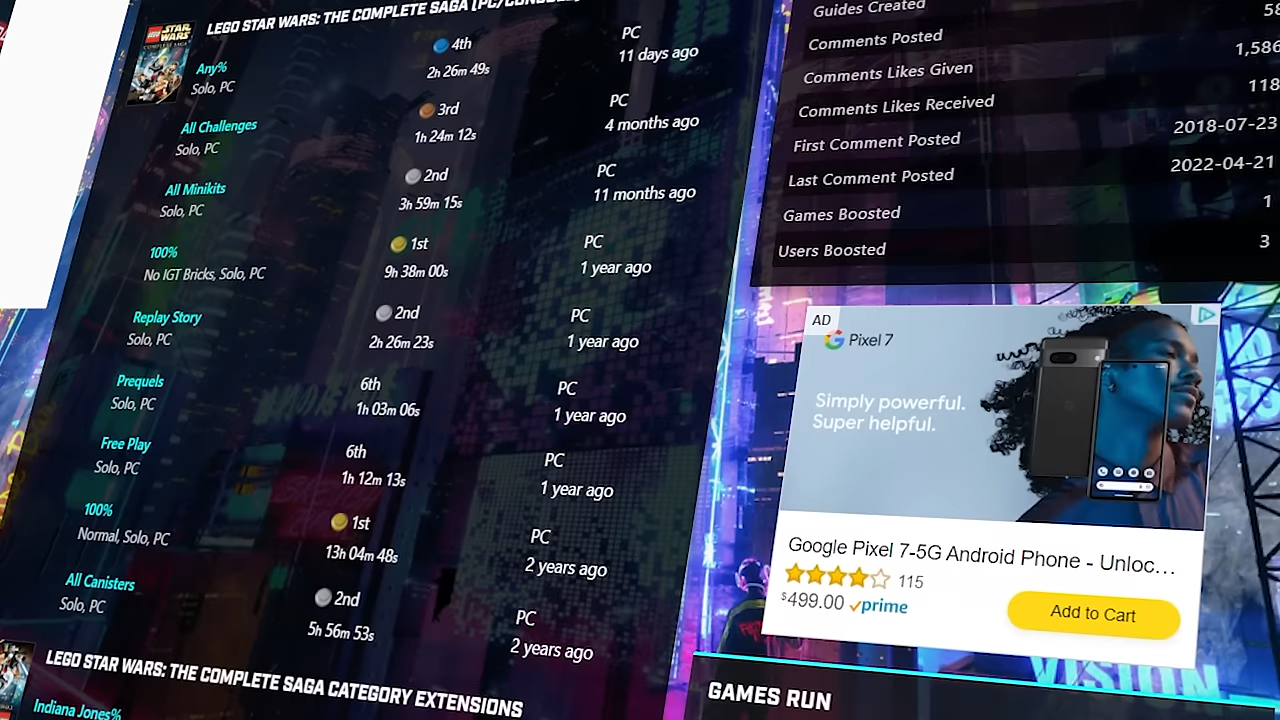 LEGO STAR WARS: THE COMPLETE SAGA (PC/CONSOLE
LEGO STAR WARS
COMPLETE SAGA
Any%
Solo, PC
4th
2h 26m 49s
PC
11 days ago
All Challenges
Solo, PC
3rd
1h 24m 12s
PC
4 months ago
All Minikits
Solo, PC
2nd
3h 59m 15s
PC
11 months ago
100%
No IGT Bricks, Solo, PC
1st
9h 38m 00s
PC
1 year ago
Replay Story
Solo, PC
2nd
2h 26m 23s
PC
1 year ago
Prequels
Solo, PC
6th
1h 03m 06s
PC
1 year ago
Free Play
Solo, PC
6th
1h 12m 13s
PC
1 year ago
100%
Normal, Solo, PC
1st
13h 04m 48s
PC
2 years ago
All Canisters
Solo, PC
2nd
5h 56m 53s
PC
2 years ago
LEGO STAR WARS: THE COMPLETE SAGA CATEGORY EXTENSIONS
Indiana Jones%
Guides Created
Comments Posted 58
Comments Likes Given 1,586
Comments Likes Received 118
First Comment Posted 2018-07-23
Last Comment Posted 2022-04-21
Games Boosted 1
Users Boosted 3
AD
G Pixel 7
Simply powerful.
Super helpful.
Google Pixel 7-5G Android Phone - Unloc...
115
$499.00 prime
Add to Cart
VISION
GAMES RUN